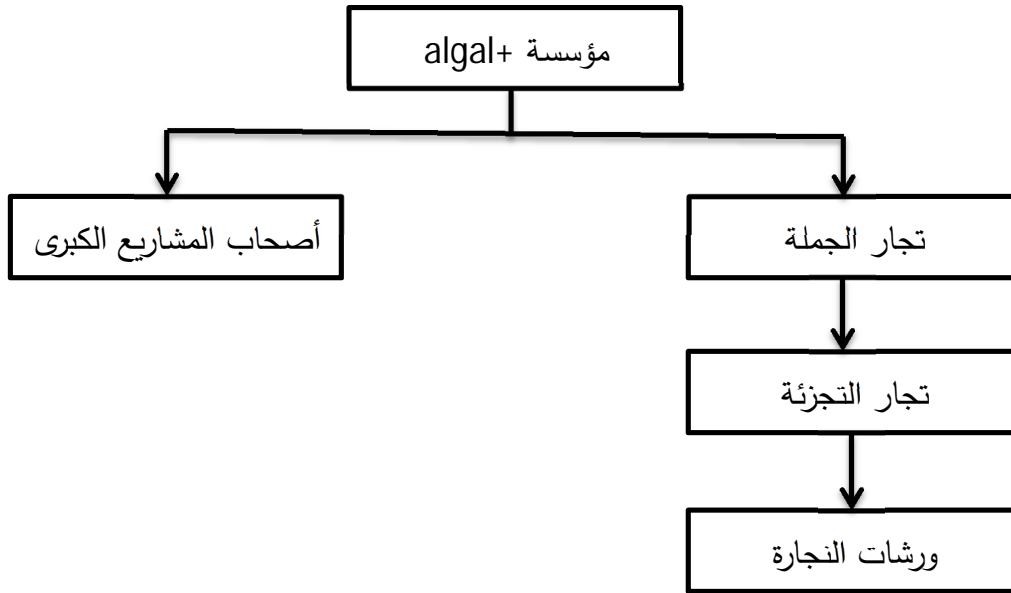 مؤسسة algal+
تجار الجملة
أصحاب المشاريع الكبرى
تجار التجزئة
ورشات النجارة